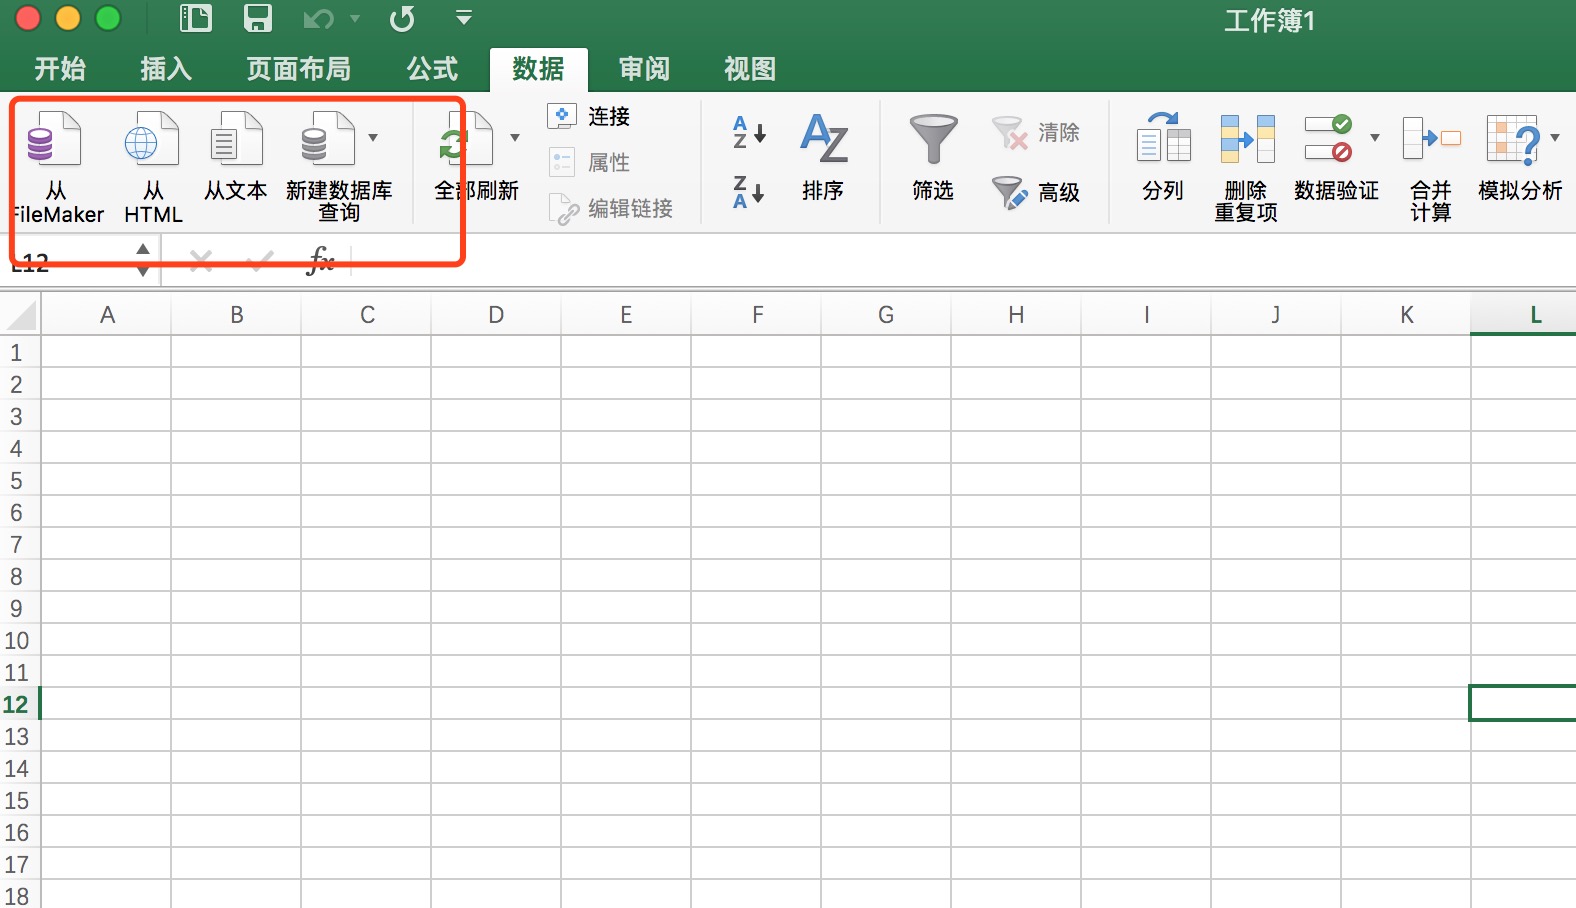 工作簿1
开始 插入 页面布局 公式 数据 审阅 视图
从
FileMaker
从
HTML
从文本
新建数据库
查询
全部刷新
连接
属性
编辑链接
A
Z
Z
A
AZ
排序
筛选
清除
高级
分列
删除
重复项
数据验证
合并
计算
?
模拟分析
L12
fx
A B C D E F G H I J K L
1
2
3
4
5
6
7
8
9
10
11
12
13
14
15
16
17
18